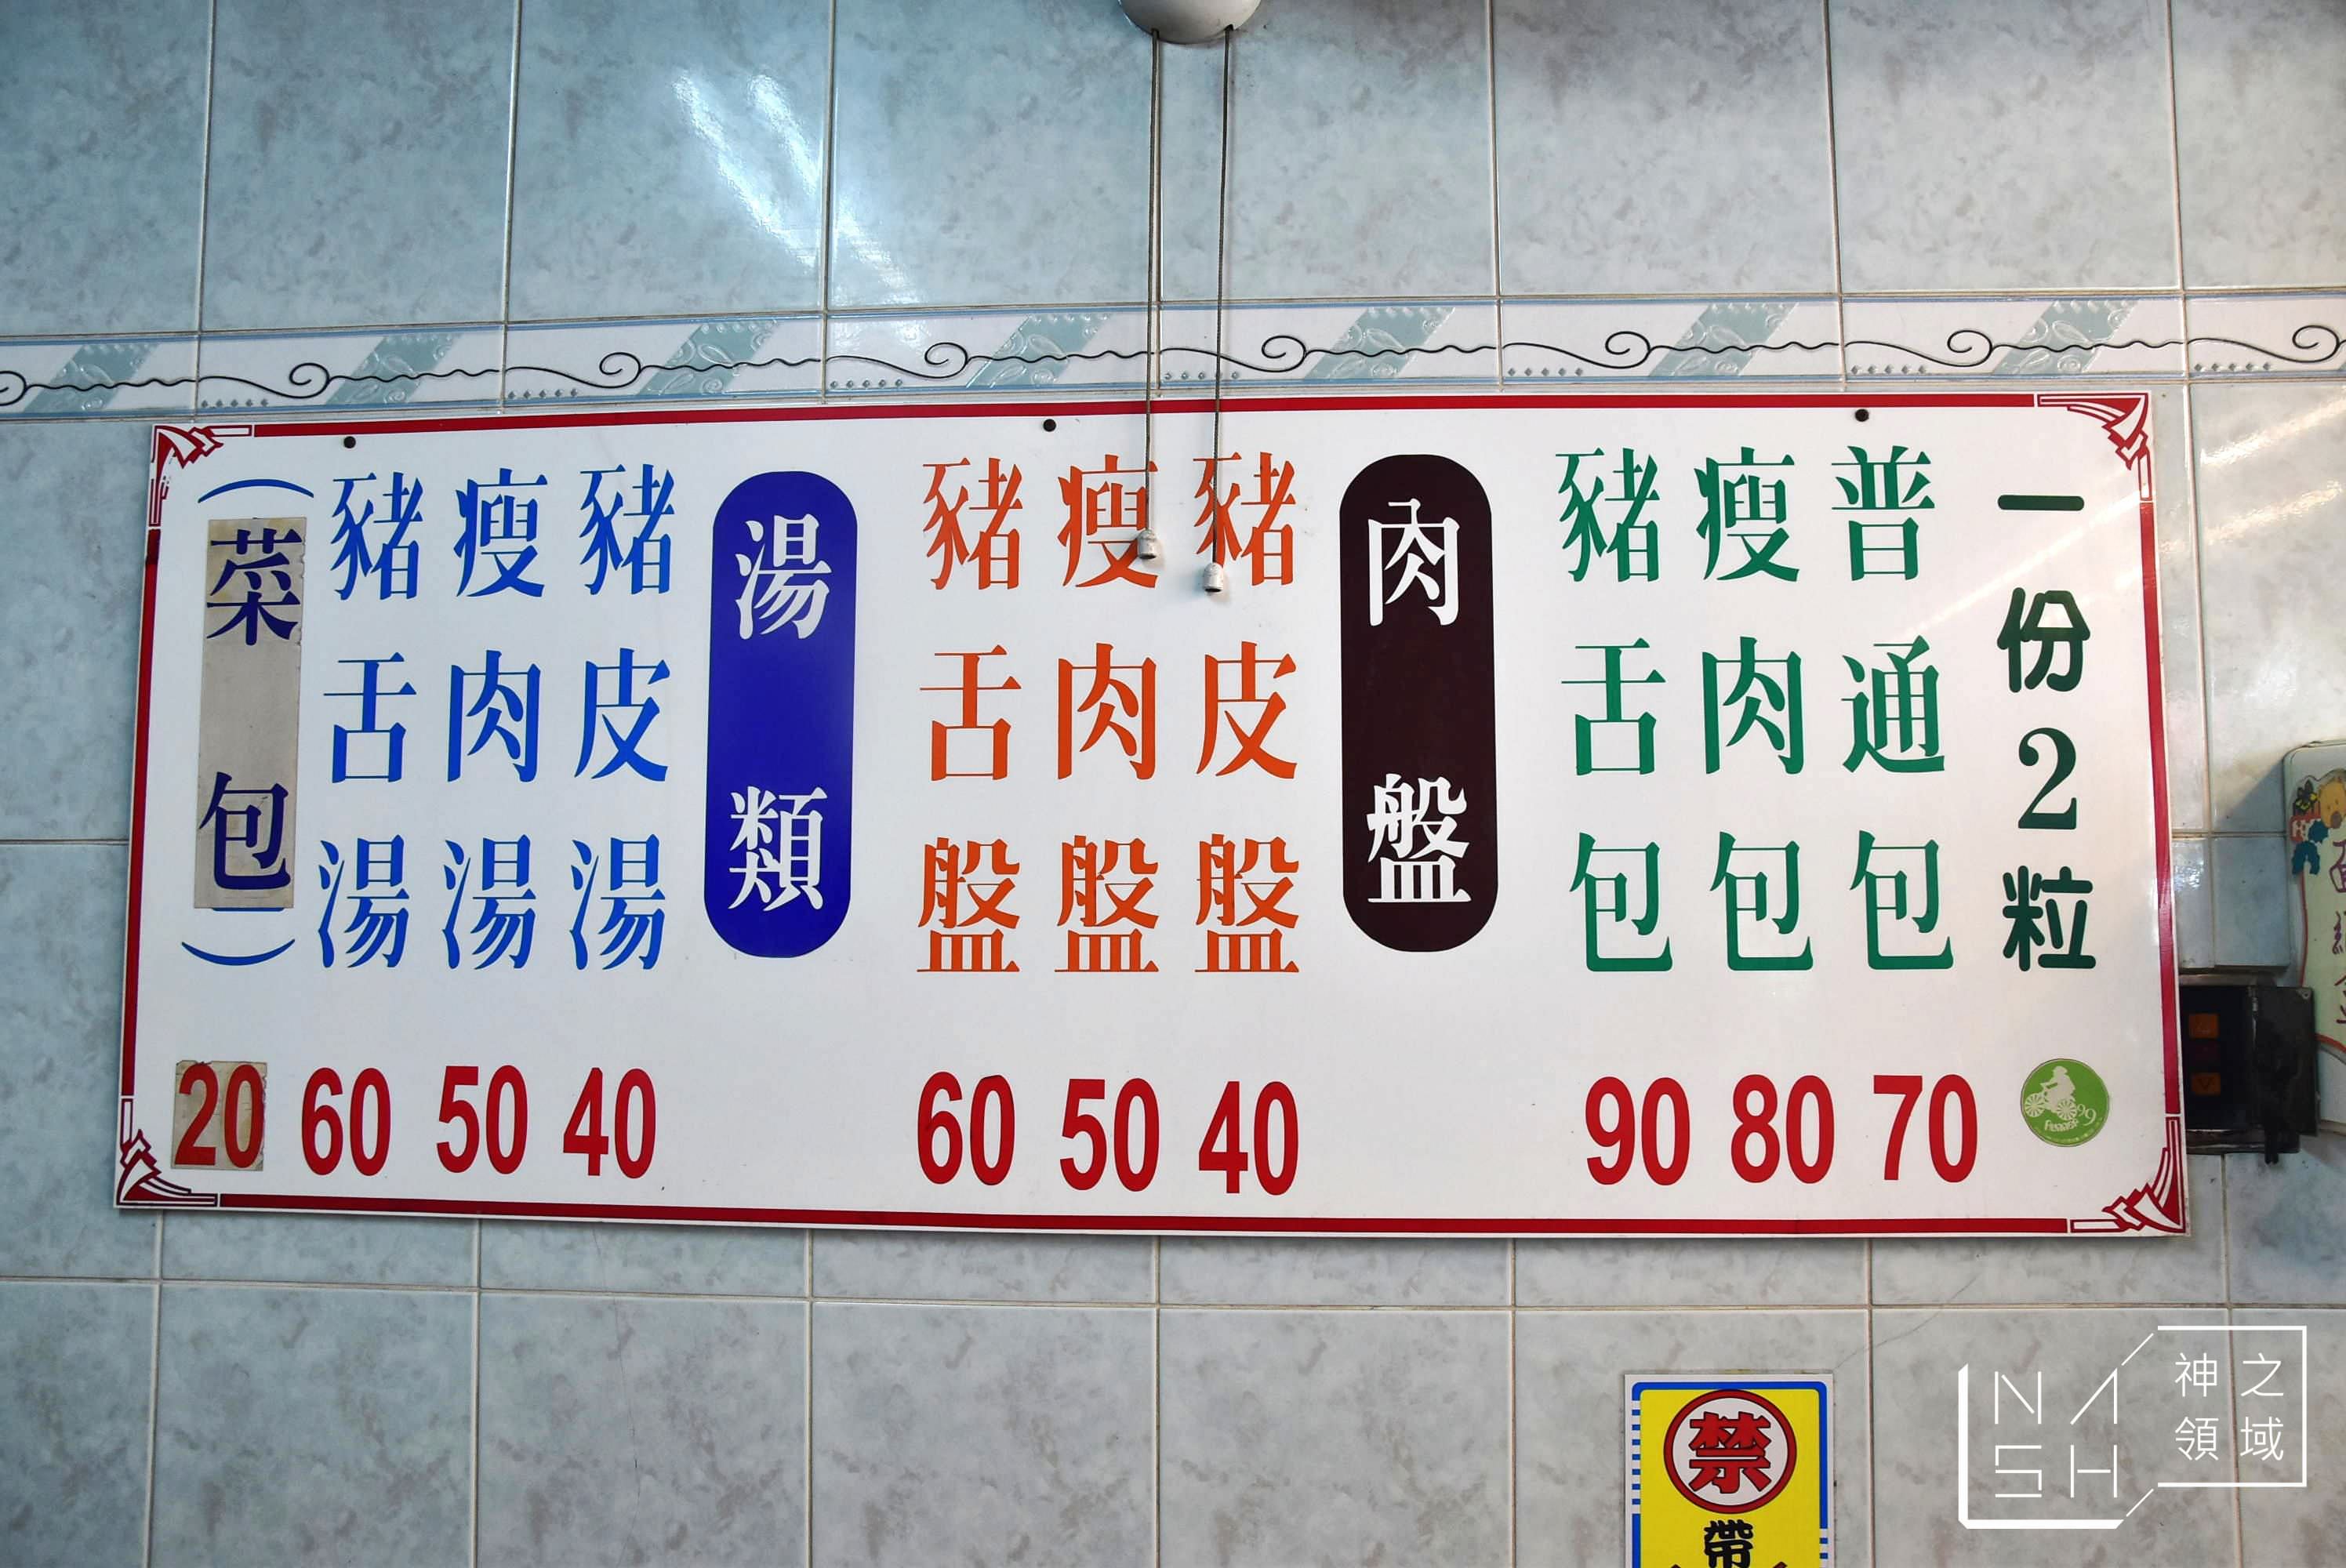 一份2粒
普通包 70
瘦肉包 80
豬舌包 90
肉盤
豬皮盤 40
瘦肉盤 50
豬舌盤 60
湯類
豬皮湯 40
瘦肉湯 50
豬舌湯 60
(菜包) 20
禁
帶
NASH
神之
領域